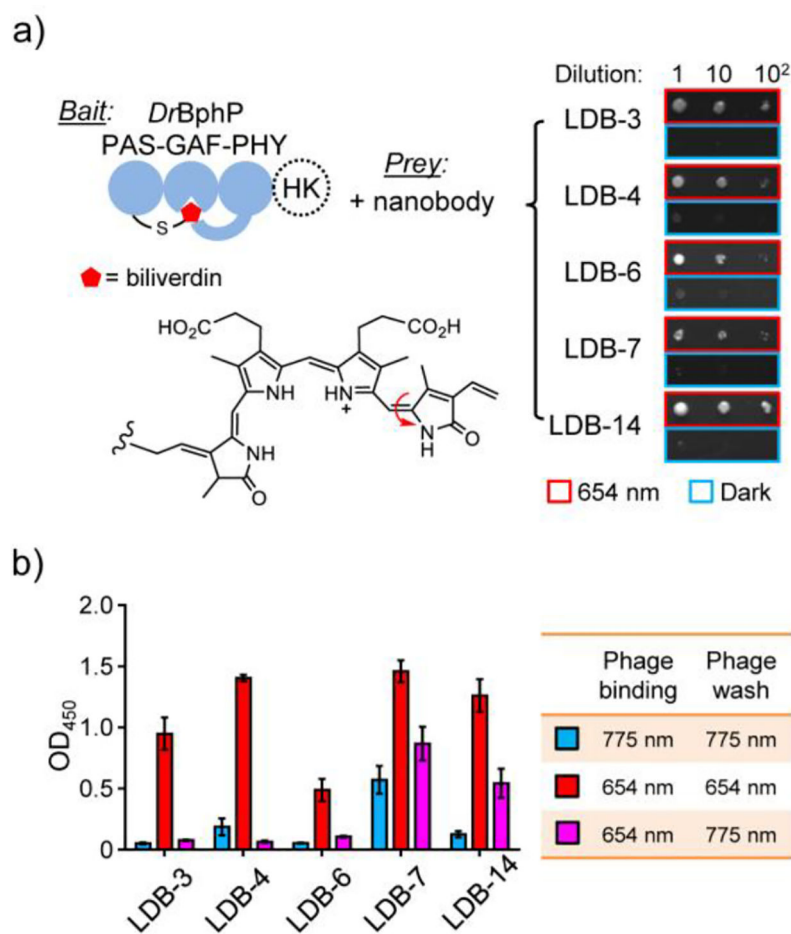 a)
Bait: DrBphP
PAS-GAF-PHY
HK
S
Prey:
+ nanobody
= biliverdin
HO₂C
CO₂H
NH
HN
+
NH
O
N
H
O
Dilution: 1 10 10²
LDB-3
LDB-4
LDB-6
LDB-7
LDB-14
654 nm Dark
b)
OD₄₅₀
2.0
1.5
1.0
0.5
0
LDB-3
LDB-4
LDB-6
LDB-7
LDB-14
Phage binding Phage wash
775 nm 775 nm
654 nm 654 nm
654 nm 775 nm